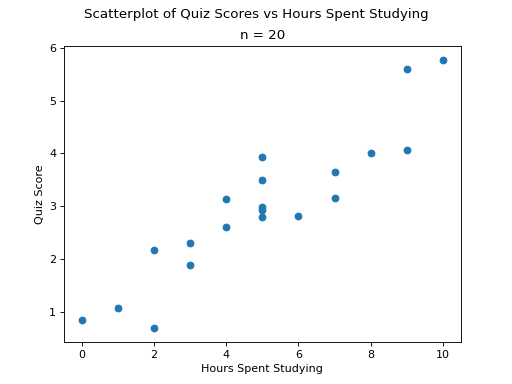 Scatterplot of Quiz Scores vs Hours Spent Studying
n = 20
6
5
4
3
2
1
Quiz Score
0 2 4 6 8 10
Hours Spent Studying